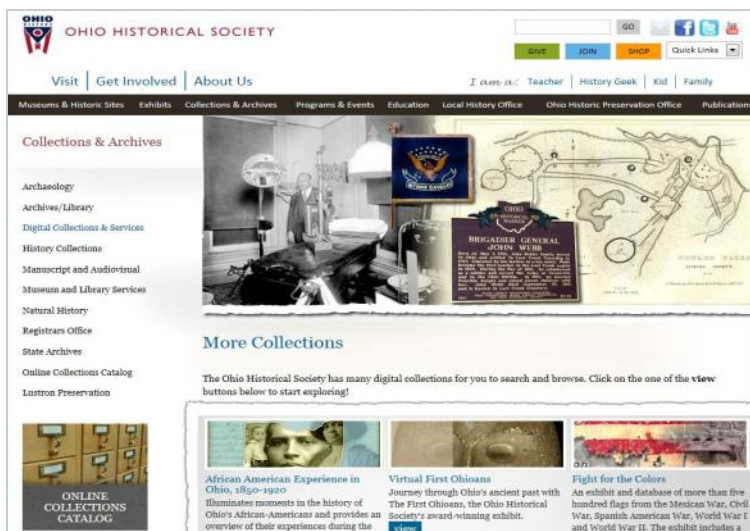 OHIO
HISTORY
OHIO HISTORICAL SOCIETY
GO
GIVE JOIN SHOP Quick Links
Visit Get Involved About Us
I am a: Teacher History Geek Kid Family
Museums & Historic Sites Exhibits Collections & Archives Programs & Events Education Local History Office Ohio Historic Preservation Office Publications
Collections & Archives
Archaeology
Archives/Library
Digital Collections & Services
History Collections
Manuscript and Audiovisual
Museum and Library Services
Natural History
Registrars Office
State Archives
Online Collections Catalog
Lustron Preservation
ONLINE
COLLECTIONS
CATALOG
OHIO
BRIGADIER GENERAL
JOHN WEBB
More Collections
The Ohio Historical Society has many digital collections for you to search and browse. Click on the one of the view
buttons below to start exploring!
African American Experience in
Ohio, 1850-1920
Illuminates moments in the history of
Ohio's African-Americans and provides an
overview of their experiences during the
Virtual First Ohioans
Journey through Ohio's ancient past with
The First Ohioans, the Ohio Historical
Society's award-winning exhibit.
view
Fight for the Colors
An exhibit and database of more than five
hundred flags from the Mexican War, Civil
War, Spanish American War, World War I
and World War II. The exhibit includes a